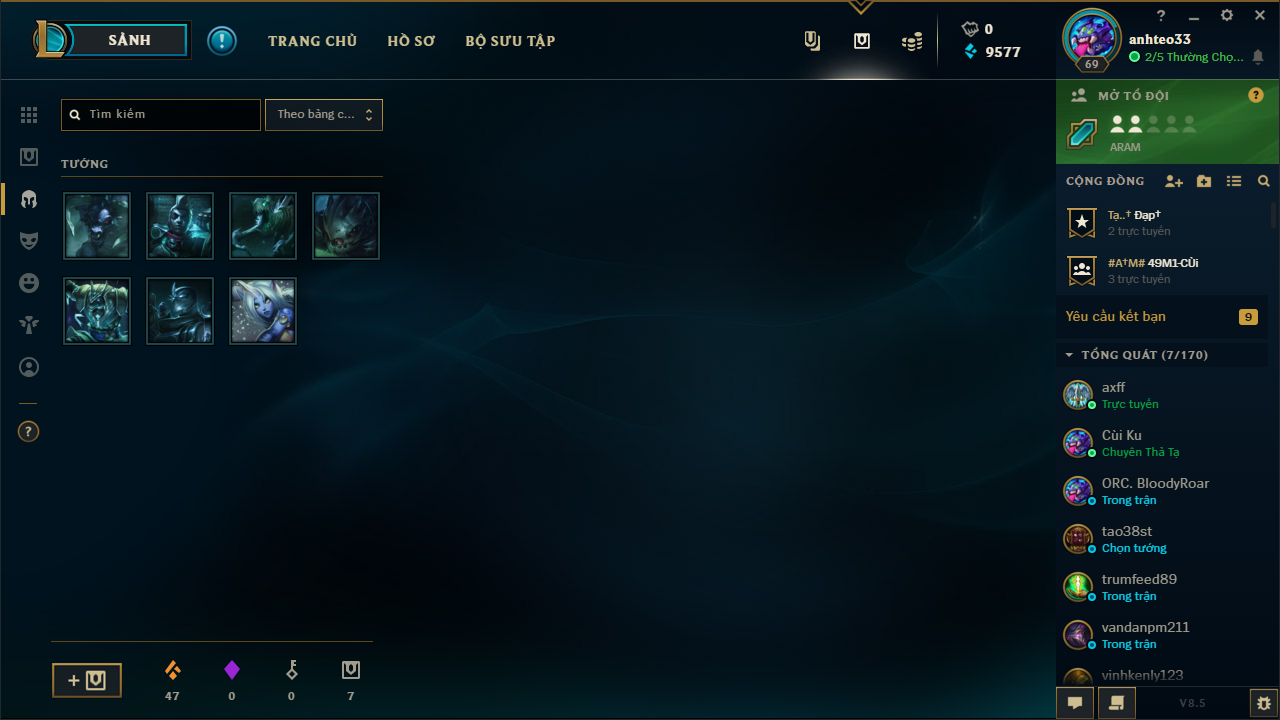 SẢNH
TRANG CHỦ
HỒ SƠ
BỘ SƯU TẬP
0
9577
?
69
anhteo33
2/5 Thường Chọ...
Tìm kiếm
Theo bảng c...
TƯỚNG
?
47
0
0
7
MỞ TỔ ĐỘI
?
ARAM
CỘNG ĐỒNG
Tạ..† Đạp†
2 trực tuyến
#A†M# 49M1-CÙi
3 trực tuyến
Yêu cầu kết bạn
9
TỔNG QUÁT (7/170)
axff
Trực tuyến
Cùi Ku
Chuyên Thả Tạ
ORC. BloodyRoar
Trong trận
tao38st
Chọn tướng
trumfeed89
Trong trận
vandanpm211
Trong trận
vinhkenly123
V8.5